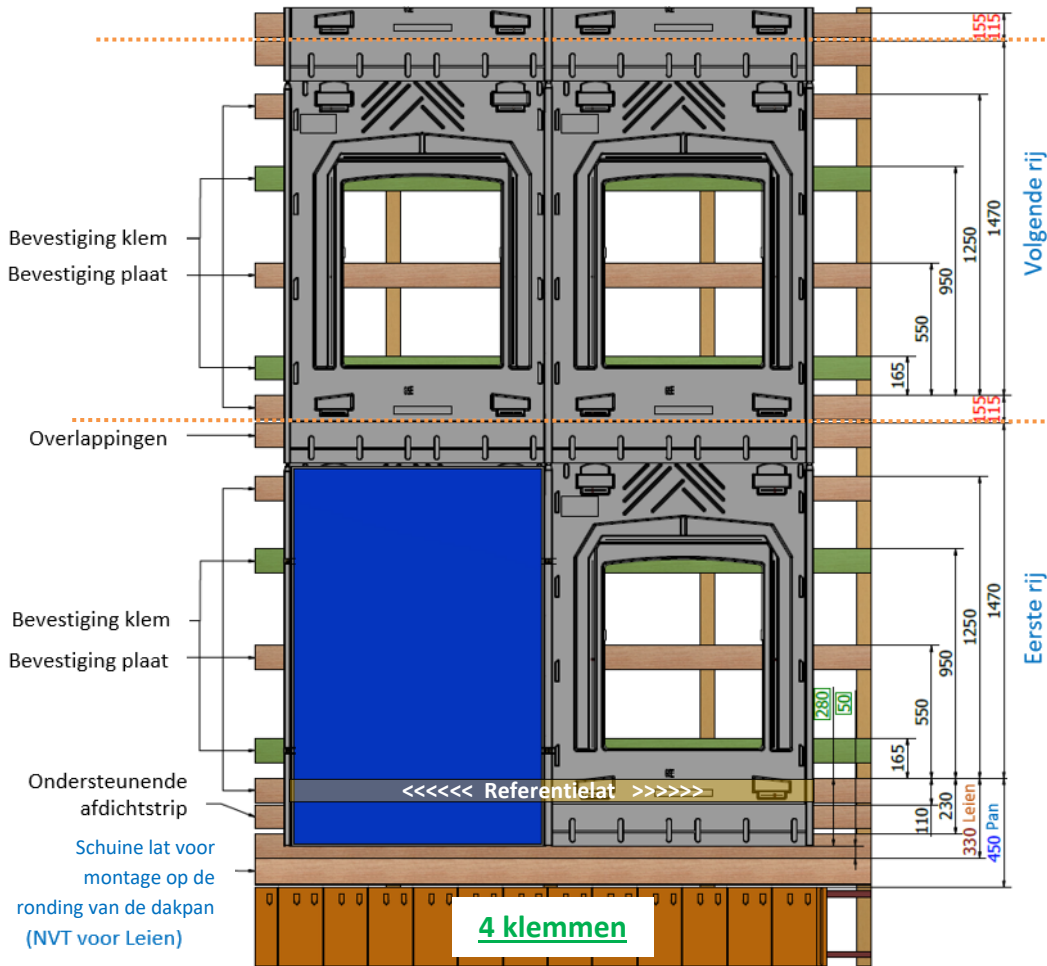 155
115
Volgende rij
1470
1250
950
550
165
Bevestiging klem
Bevestiging plaat
155
115
Overlappingen
Eerste rij
1470
1250
950
550
165
280
50
Bevestiging klem
Bevestiging plaat
Ondersteunende
afdichtstrip
<<<<<< Referentielat >>>>>>
110
230
330 Leien
450 Pan
Schuine lat voor
montage op de
ronding van de dakpan
(NVT voor Leien)
4 klemmen